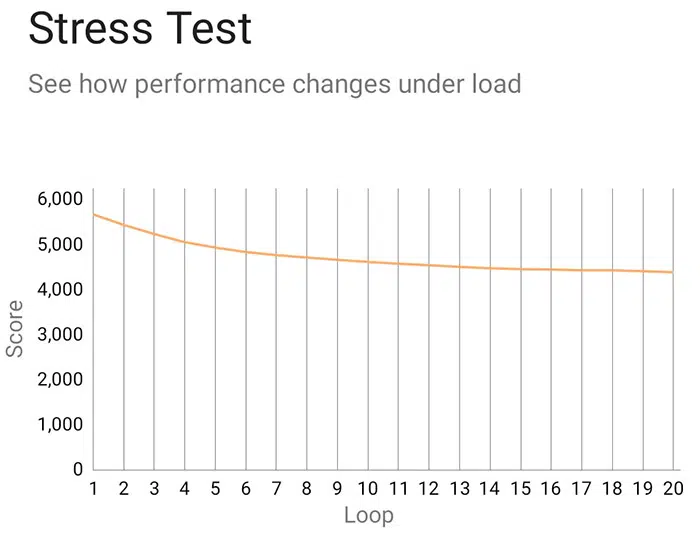 Stress Test
See how performance changes under load
6,000
5,000
4,000
3,000
2,000
1,000
0
Score
1 2 3 4 5 6 7 8 9 10 11 12 13 14 15 16 17 18 19 20
Loop